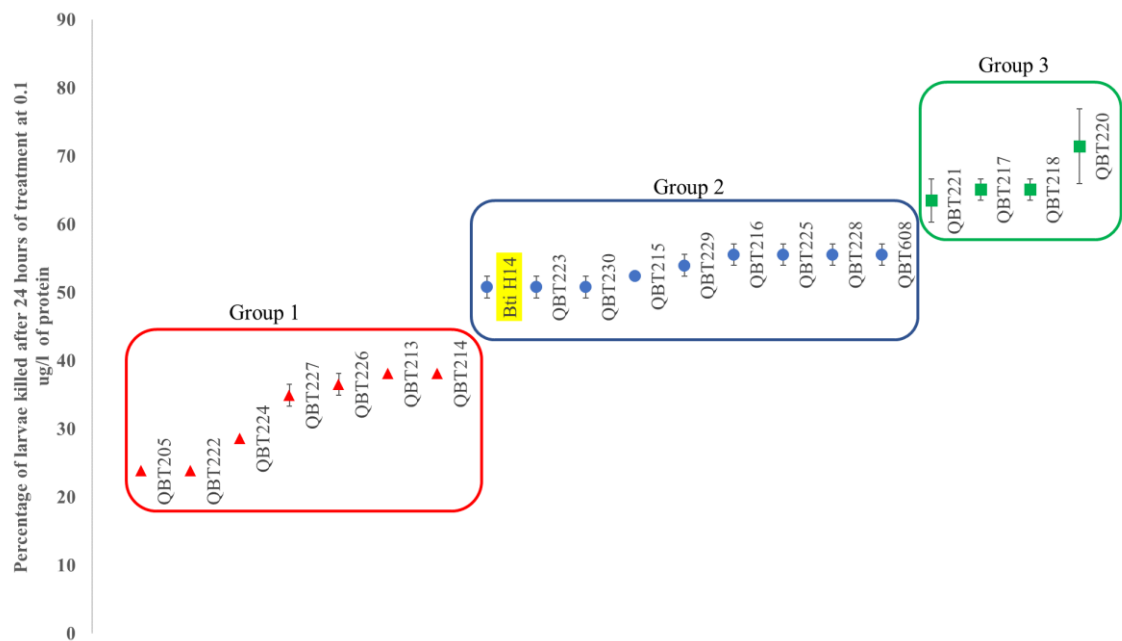 Percentage of larvae killed after 24 hours of treatment at 0.1
ug/l of protein
90
80
70
60
50
40
30
20
10
0
Group 1
QBT205
QBT222
QBT224
QBT227
QBT226
QBT213
QBT214
Group 2
Bti H14
QBT223
QBT230
QBT215
QBT229
QBT216
QBT225
QBT228
QBT608
Group 3
QBT221
QBT217
QBT218
QBT220